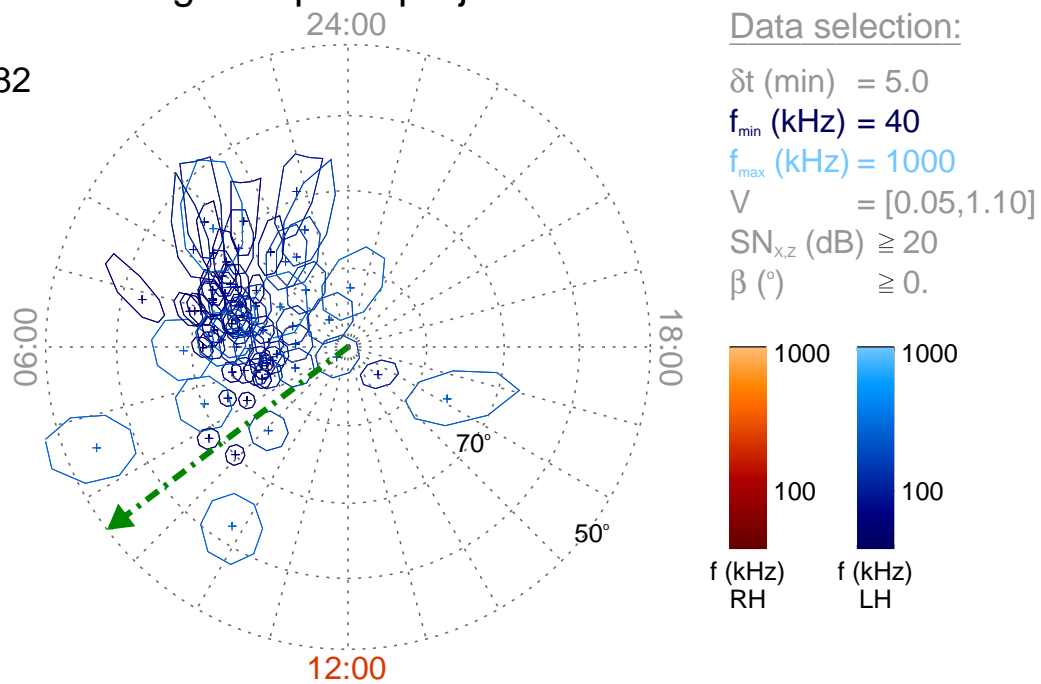 24:00
82
06:00
18:00
70°
50°
12:00
Data selection:
δt (min) = 5.0
fmin (kHz) = 40
fmax (kHz) = 1000
V = [0.05,1.10]
SNX,Z (dB) ≧ 20
β (°) ≧ 0.
1000
100
f (kHz)
RH
1000
100
f (kHz)
LH